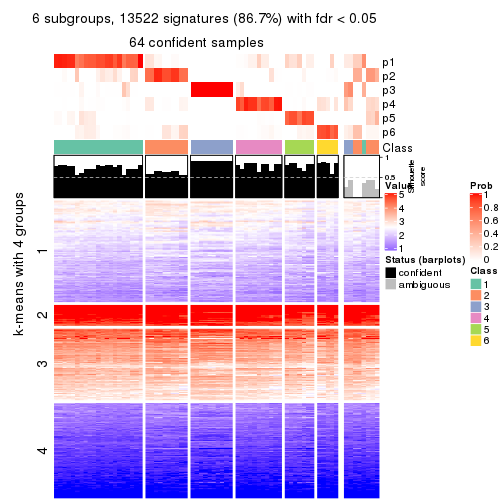 6 subgroups, 13522 signatures (86.7%) with fdr < 0.05
64 confident samples
p1
p2
p3
p4
p5
p6
Class
1
0.5
0
Silhouette
score
k-means with 4 groups
1
2
3
4
Value
5
4
3
2
1
Status (barplots)
confident
ambiguous
Prob
1
0.8
0.6
0.4
0.2
0
Class
1
2
3
4
5
6